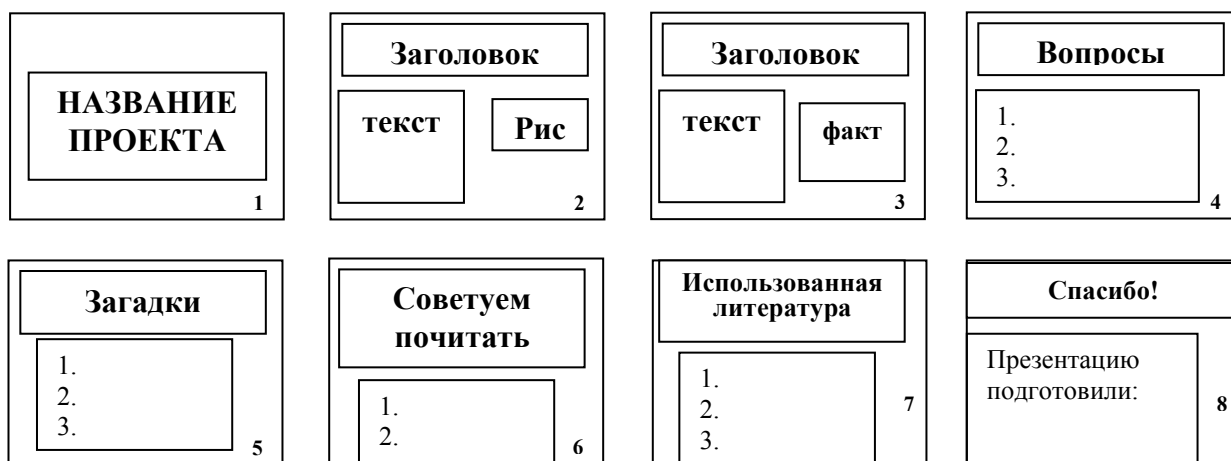 НАЗВАНИЕ
ПРОЕКТА
1
Заголовок
текст
Рис
2
Заголовок
текст
факт
3
Вопросы
1.
2.
3.
4
Загадки
1.
2.
3.
5
Советуем
почитать
1.
2.
6
Использованная
литература
1.
2.
3.
7
Спасибо!
Презентацию
подготовили:
8